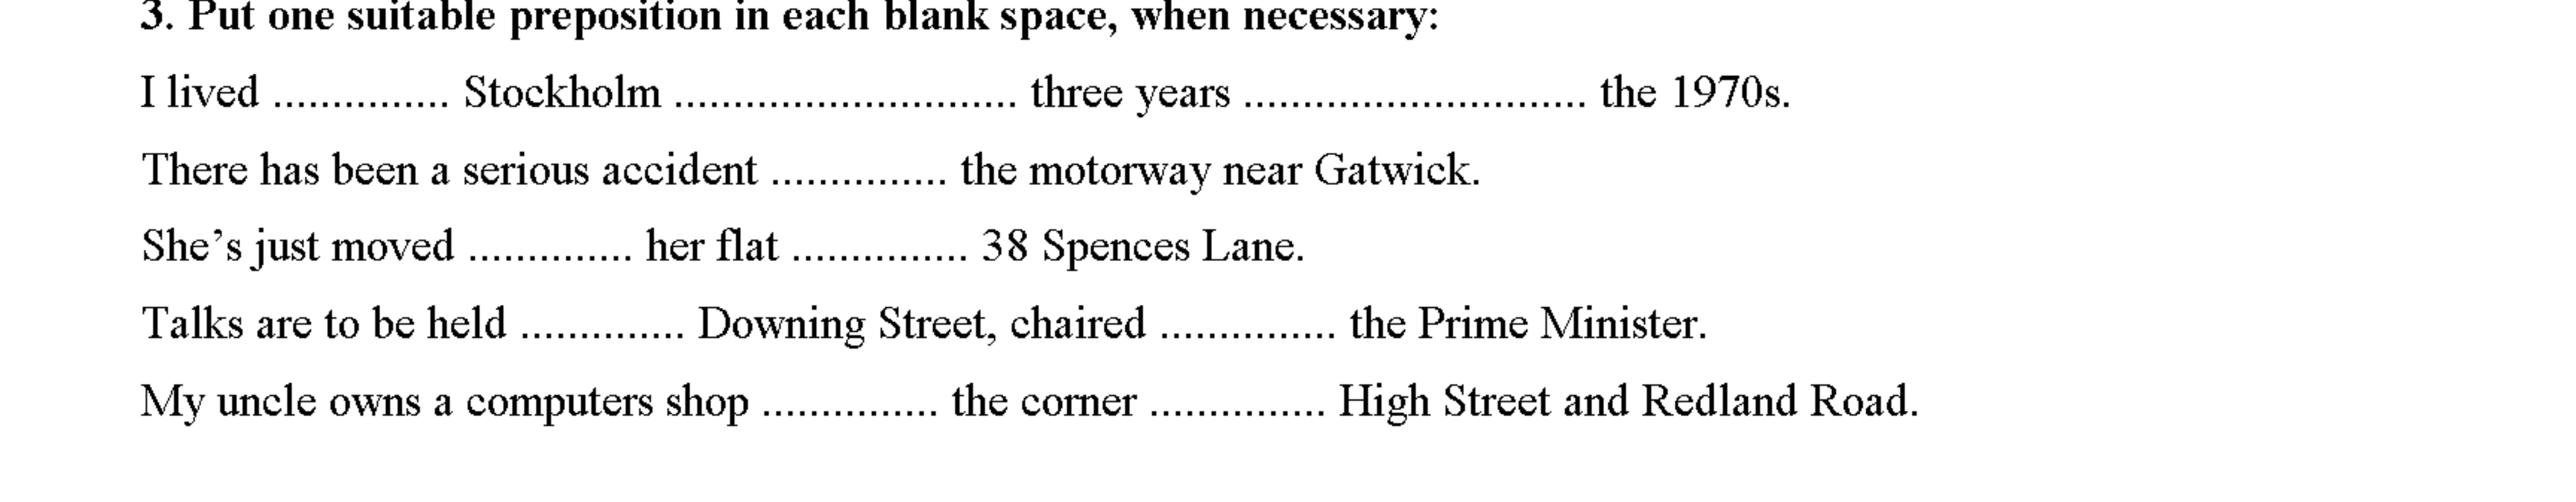 3. Put one suitable preposition in each blank space, when necessary:
I lived ............... Stockholm ............................. three years ............................. the 1970s.
There has been a serious accident ............... the motorway near Gatwick.
She’s just moved .............. her flat ............... 38 Spences Lane.
Talks are to be held .............. Downing Street, chaired ............... the Prime Minister.
My uncle owns a computers shop ............... the corner ............... High Street and Redland Road.